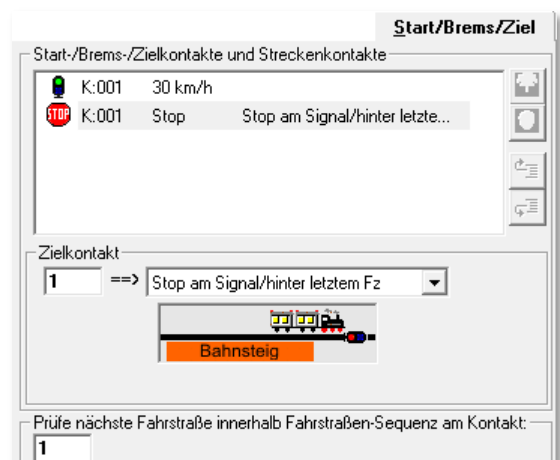 Start/Brems/Ziel
Start-/Brems-/Zielkontakte und Streckenkontakte
K:001 30 km/h
STOP K:001 Stop Stop am Signal/hinter letzte...
Zielkontakt
1 ==> Stop am Signal/hinter letztem Fz
Bahnsteig
Prüfe nächste Fahrstraße innerhalb Fahrstraßen-Sequenz am Kontakt:
1